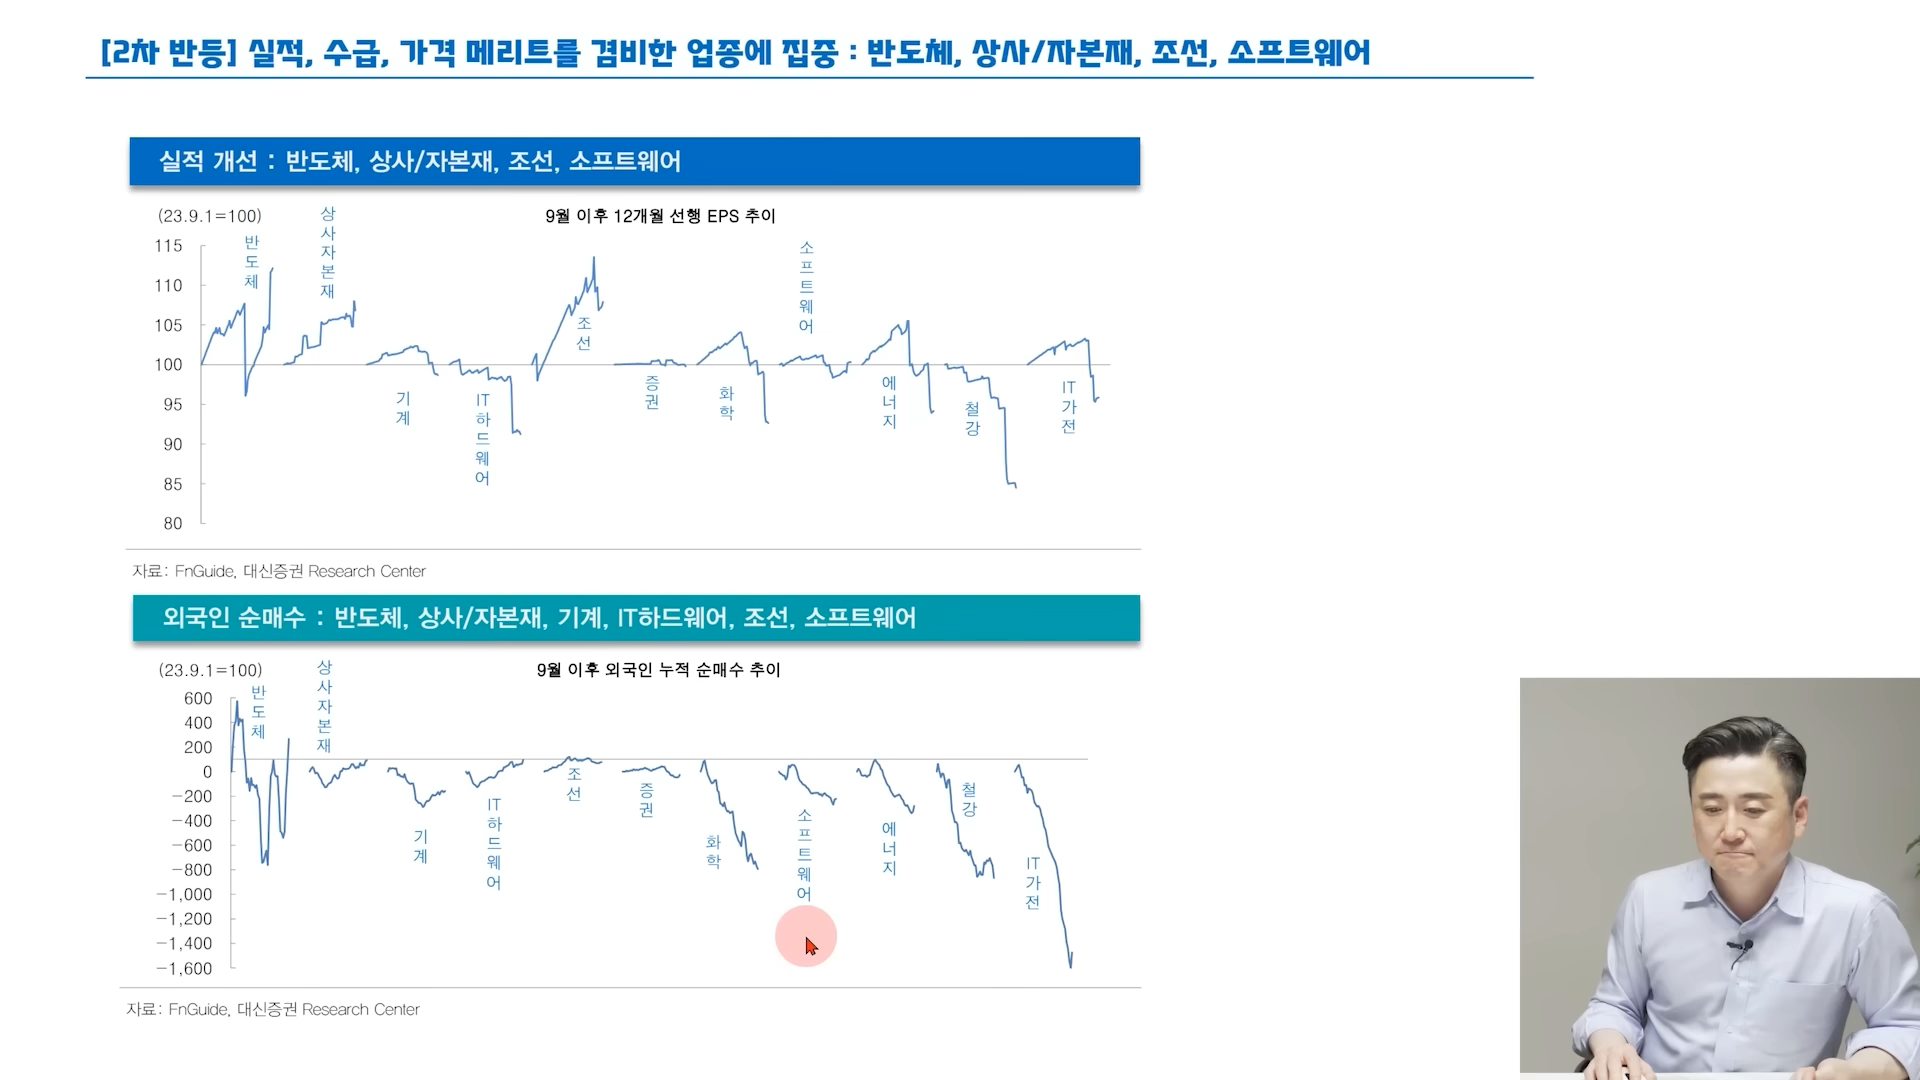 [2차 반등] 실적, 수급, 가격 메리트를 겸비한 업종에 집중 : 반도체, 상사/자본재, 조선, 소프트웨어
실적 개선 : 반도체, 상사/자본재, 조선, 소프트웨어
(23.9.1=100)
9월 이후 12개월 선행 EPS 추이
115
110
105
100
95
90
85
80
반도체
상사자본재
기계
IT하드웨어
조선
증권
화학
소프트웨어
에너지
철강
IT가전
자료: FnGuide, 대신증권 Research Center
외국인 순매수 : 반도체, 상사/자본재, 기계, IT하드웨어, 조선, 소프트웨어
(23.9.1=100)
9월 이후 외국인 누적 순매수 추이
600
400
200
0
-200
-400
-600
-800
-1,000
-1,200
-1,400
-1,600
반도체
상사자본재
기계
IT하드웨어
조선
증권
화학
소프트웨어
에너지
철강
IT가전
자료: FnGuide, 대신증권 Research Center